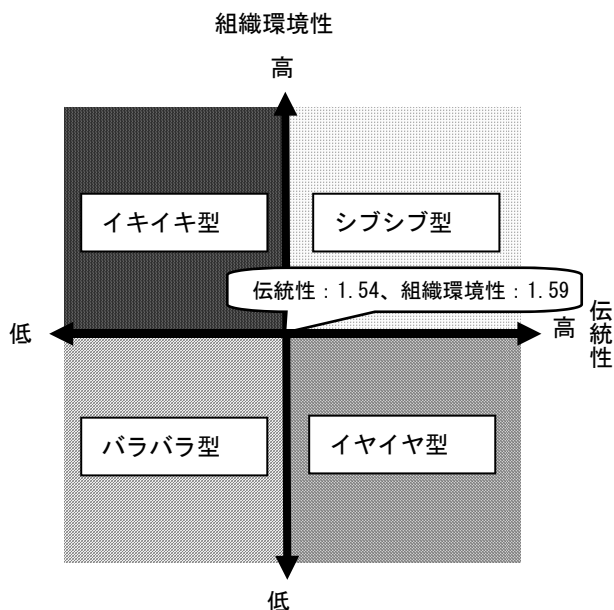 組織環境性
高
イキイキ型
シブシブ型
伝統性：1.54、組織環境性：1.59
低
高
伝統性
バラバラ型
イヤイヤ型
低